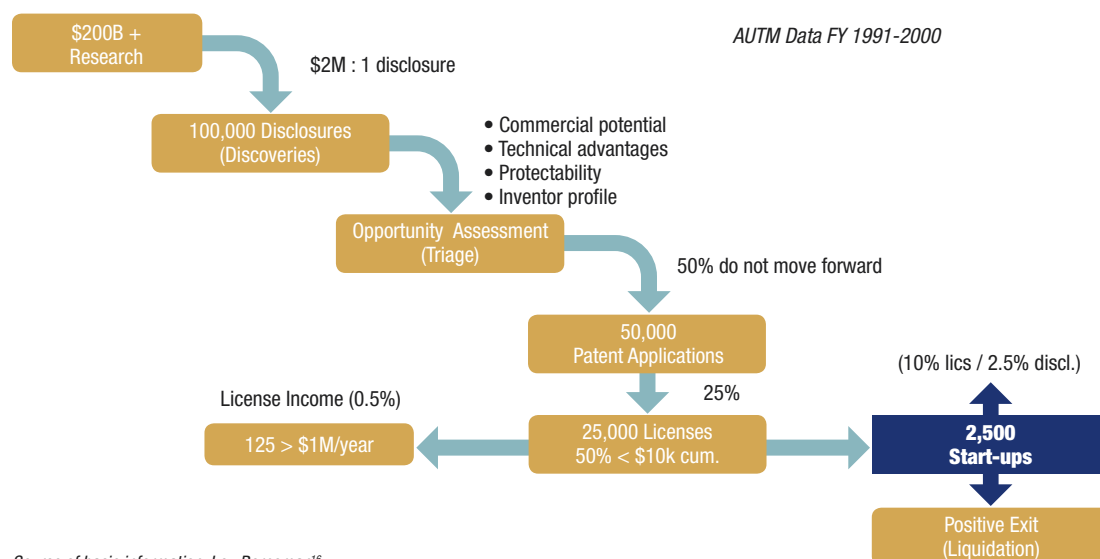 $200B +
Research
AUTM Data FY 1991-2000
$2M : 1 disclosure
100,000 Disclosures
(Discoveries)
• Commercial potential
• Technical advantages
• Protectability
• Inventor profile
Opportunity Assessment
(Triage)
50% do not move forward
50,000
Patent Applications
(10% lics / 2.5% discl.)
25%
License Income (0.5%)
125 > $1M/year
25,000 Licenses
50% < $10k cum.
2,500
Start-ups
Positive Exit
(Liquidation)